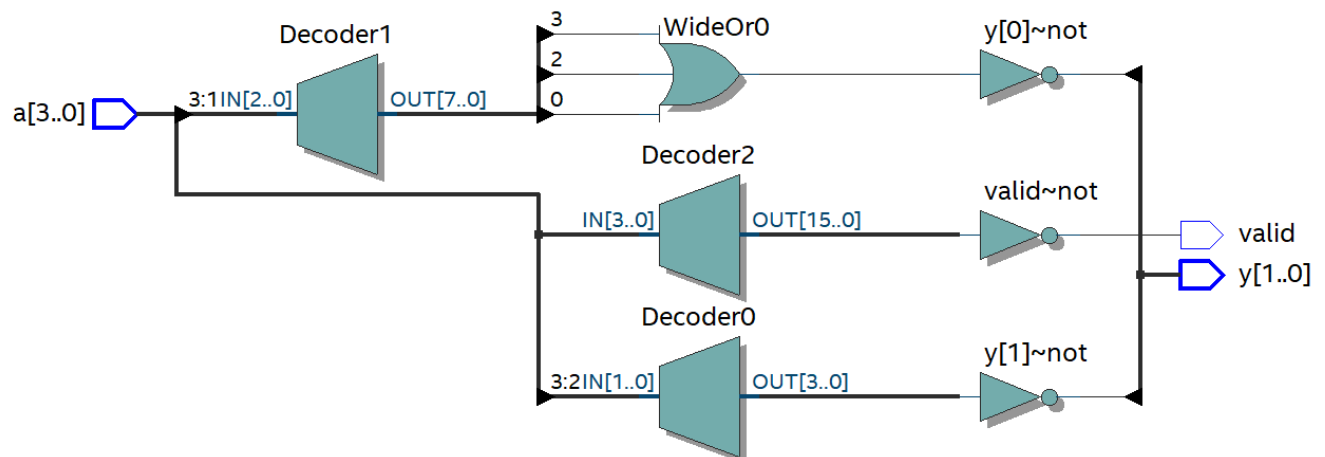 Decoder1
3
WideOr0
y[0]~not
2
a[3..0]
3:1 IN[2..0]
OUT[7..0]
0
Decoder2
valid~not
IN[3..0]
OUT[15..0]
valid
y[1..0]
Decoder0
y[1]~not
3:2 IN[1..0]
OUT[3..0]